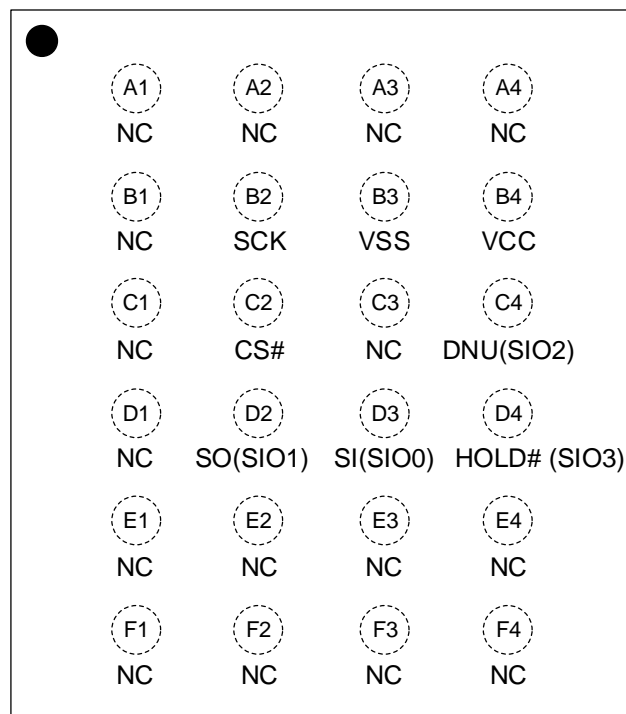 A1 A2 A3 A4
NC NC NC NC
B1 B2 B3 B4
NC SCK VSS VCC
C1 C2 C3 C4
NC CS# NC DNU(SIO2)
D1 D2 D3 D4
NC SO(SIO1) SI(SIO0) HOLD# (SIO3)
E1 E2 E3 E4
NC NC NC NC
F1 F2 F3 F4
NC NC NC NC